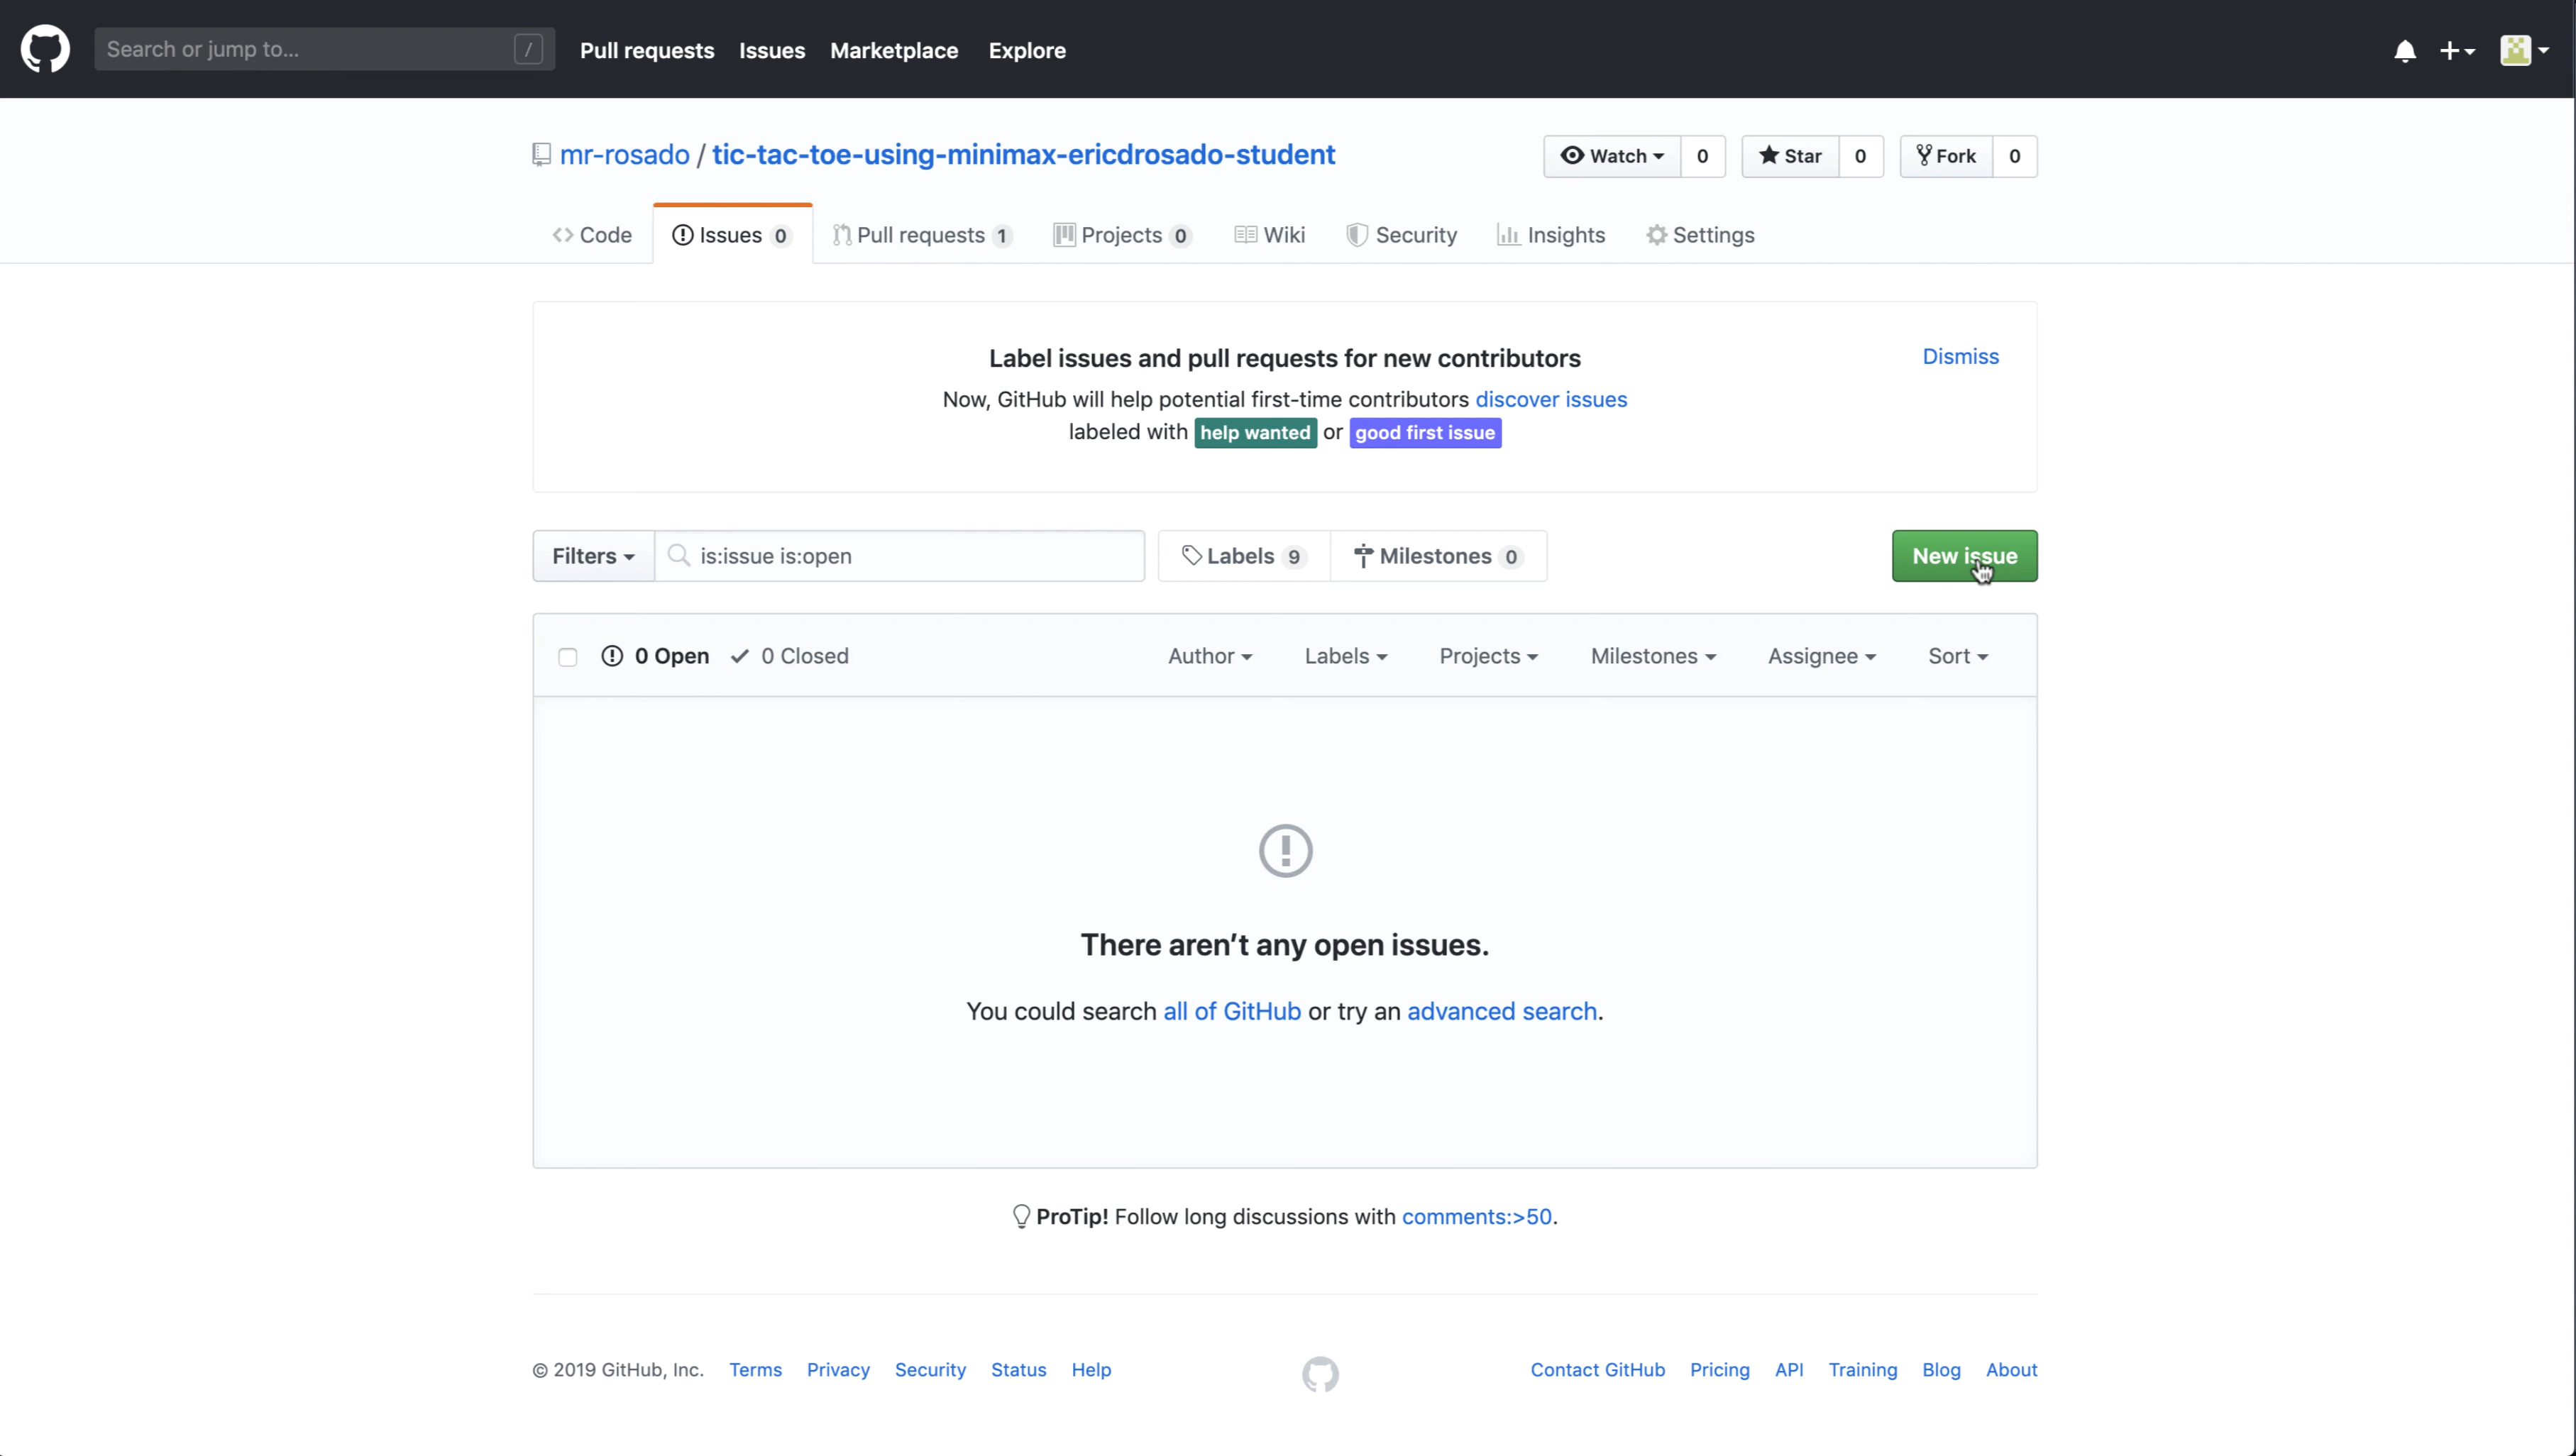 Search or jump to... / Pull requests Issues Marketplace Explore
mr-rosado / tic-tac-toe-using-minimax-ericdrosado-student Watch 0 Star 0 Fork 0
Code Issues 0 Pull requests 1 Projects 0 Wiki Security Insights Settings
Label issues and pull requests for new contributors Dismiss
Now, GitHub will help potential first-time contributors discover issues
labeled with help wanted or good first issue
Filters is:issue is:open Labels 9 Milestones 0 New issue
0 Open 0 Closed Author Labels Projects Milestones Assignee Sort
There aren’t any open issues.
You could search all of GitHub or try an advanced search.
ProTip! Follow long discussions with comments:>50.
© 2019 GitHub, Inc. Terms Privacy Security Status Help Contact GitHub Pricing API Training Blog About